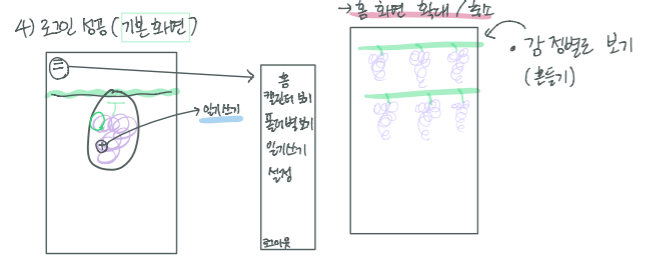 4) 로그인 성공 (기본화면)
일기쓰기
홈
캘린더 보기
폴더별보기
일기쓰기
설정
로그아웃
→ 홈 화면 확대 / 축소
• 감정별로 보기
(흔들기)